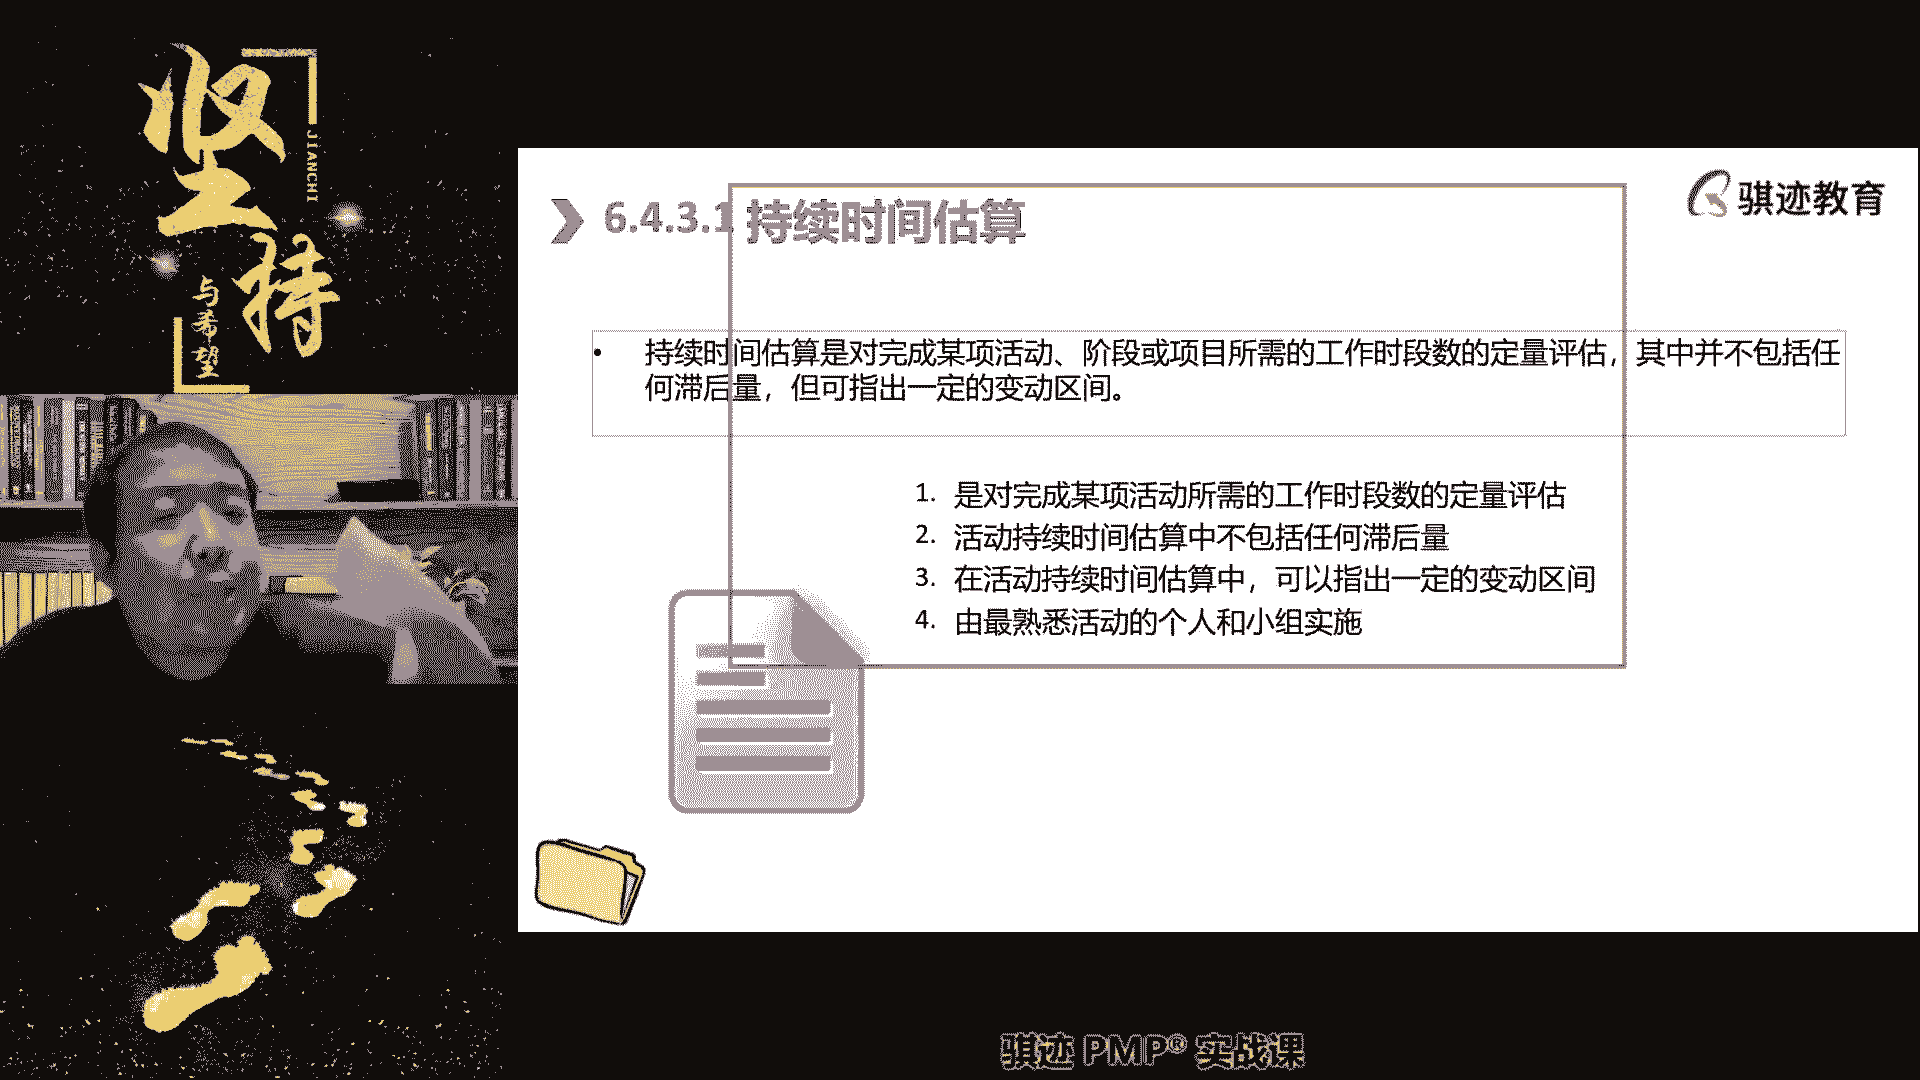 坚持
JIANCHI
与希望
6.4.3.1 持续时间估算
骐迹教育
• 持续时间估算是对完成某项活动、阶段或项目所需的工作时段数的定量评估，其中并不包括任
何滞后量，但可指出一定的变动区间。
1. 是对完成某项活动所需的工作时段数的定量评估
2. 活动持续时间估算中不包括任何滞后量
3. 在活动持续时间估算中，可以指出一定的变动区间
4. 由最熟悉活动的个人和小组实施
骐迹 PMP® 实战课